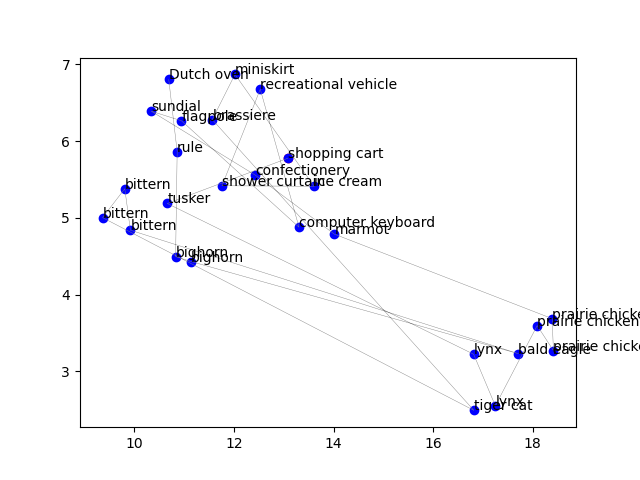 7
miniskirt
Dutch oven
recreational vehicle
sundial
flagpole
brassiere
6
rule
shopping cart
confectionery
shower curtain
ice cream
bittern
tusker
5
bittern
bittern
computer keyboard
marmot
bighorn
bighorn
4
prairie chicken
prairie chicken
lynx
bald eagle
prairie chicke
3
tiger cat
lynx
10
12
14
16
18